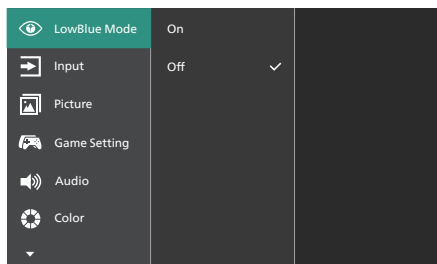 LowBlue Mode
On
Input
Off
Picture
Game Setting
Audio
Color